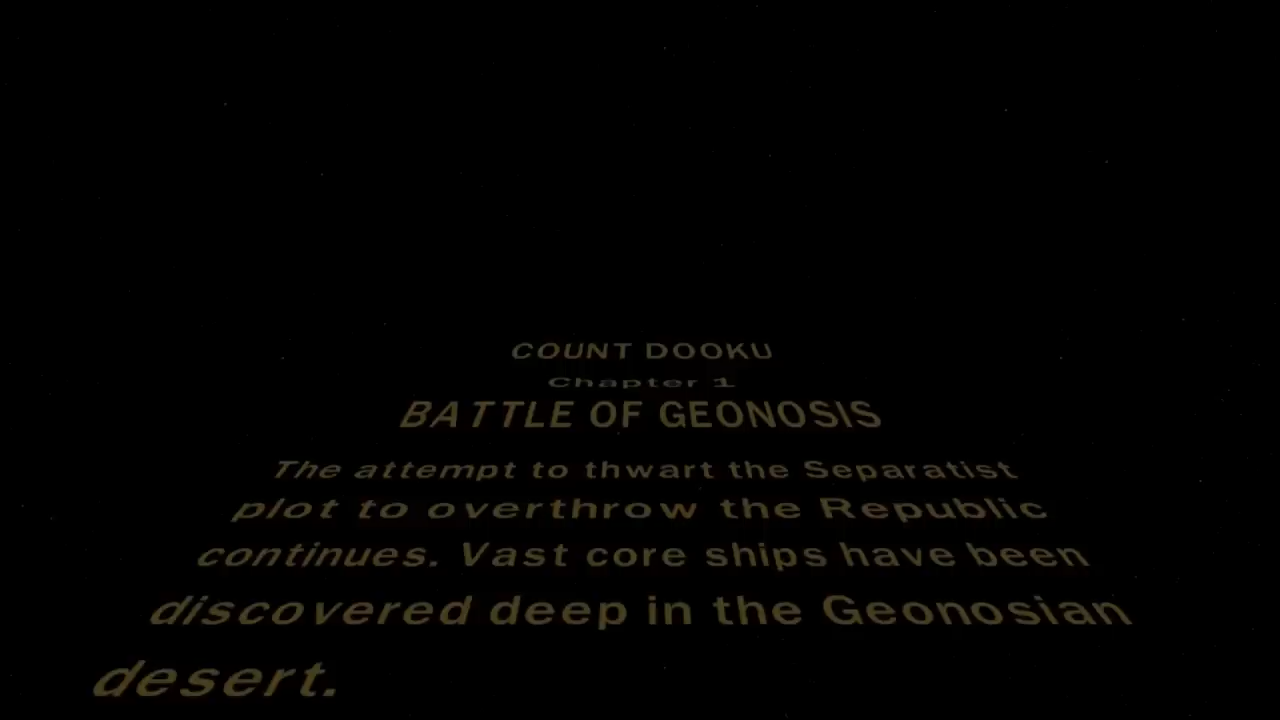 COUNT DOOKU
Chapter 1
BATTLE OF GEONOSIS
The attempt to thwart the Separatist
plot to overthrow the Republic
continues. Vast core ships have been
discovered deep in the Geonosian
desert.